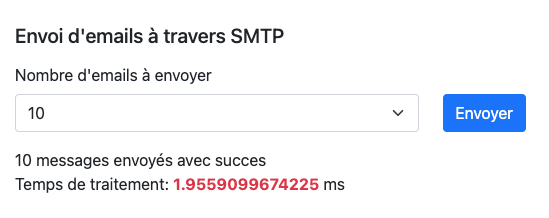 Envoi d'emails à travers SMTP
Nombre d'emails à envoyer
10
Envoyer
10 messages envoyés avec succes
Temps de traitement: 1.9559099674225 ms